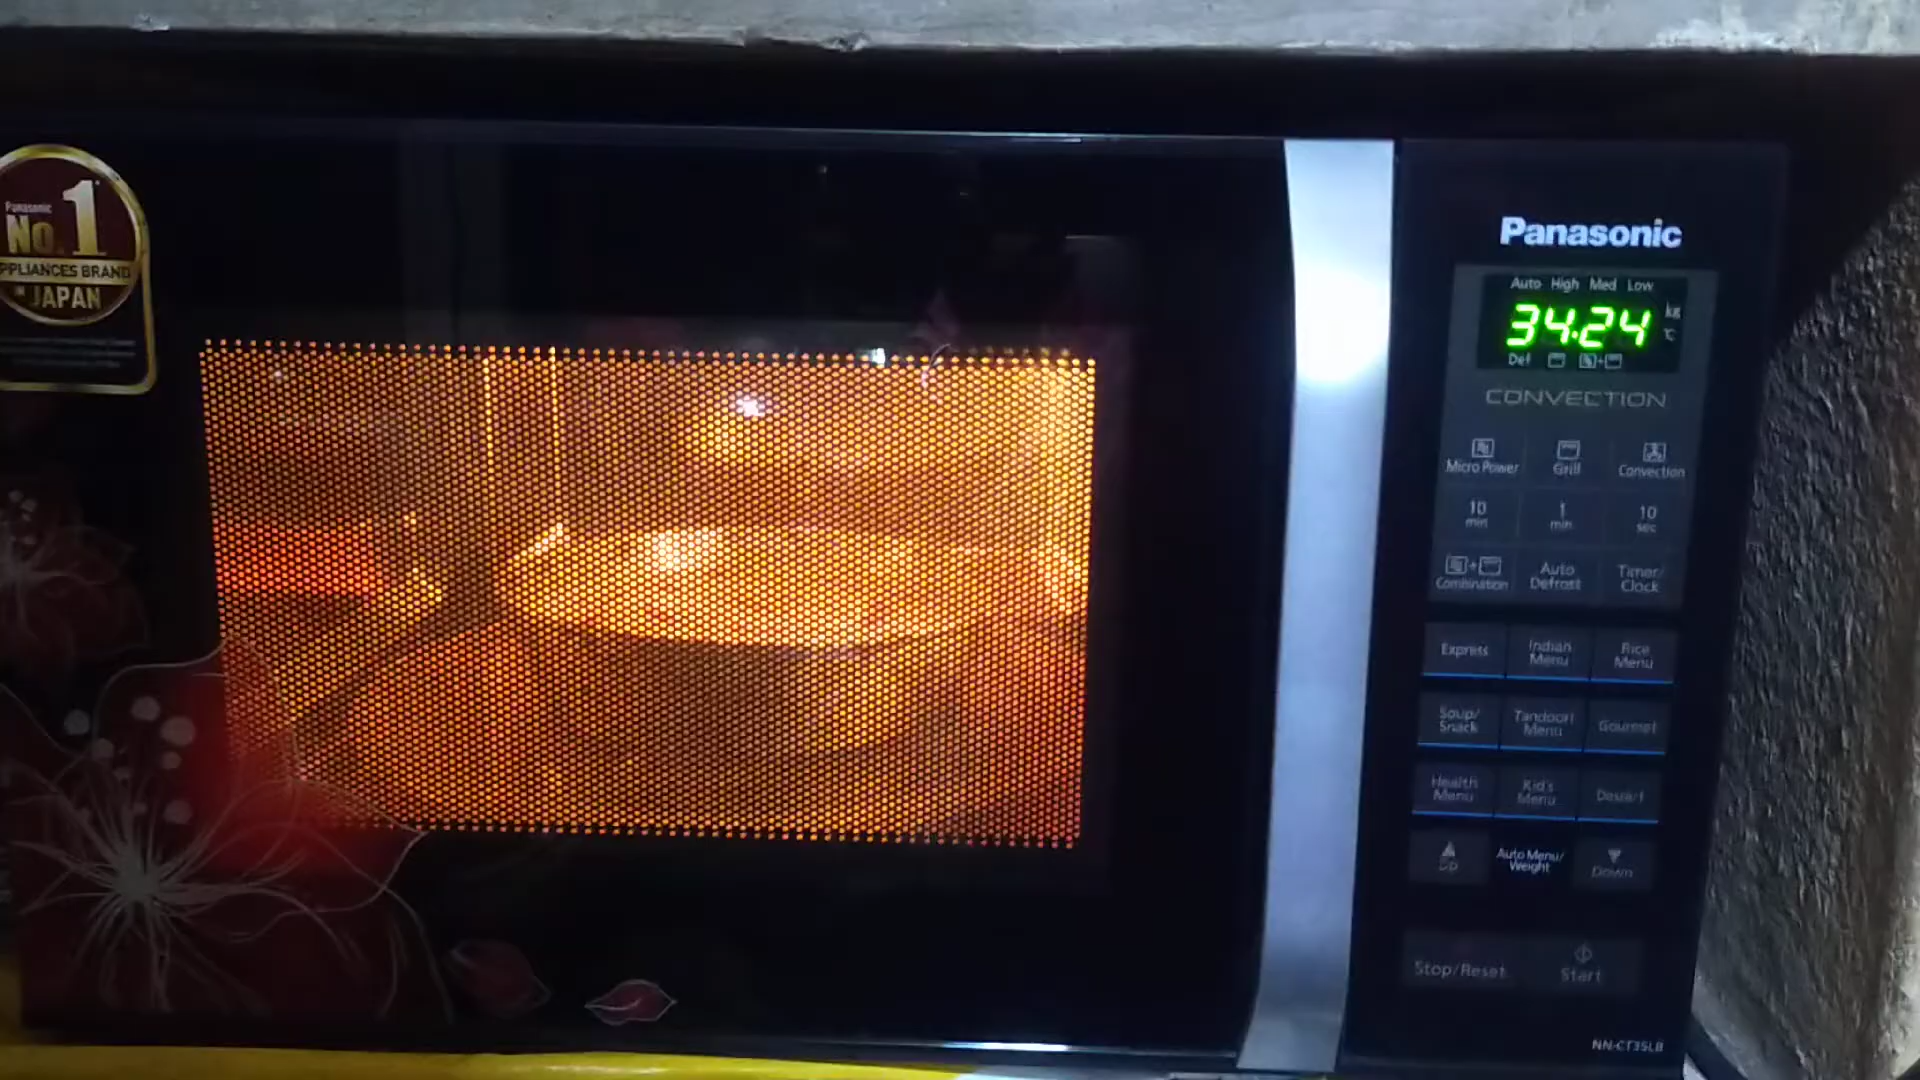 Panasonic
No.1
PPLIANCES BRAND
JAPAN
Panasonic
Auto High Med Low
34:24
kg
°C
Def
CONVECTION
Micro Power
Grill
Convection
10 min
1 min
10 sec
Combination
Auto Defrost
Timer/ Clock
Express
Indian Menu
Rice Menu
Soup/ Snack
Tandoori Menu
Gourmet
Health Menu
Kid's Menu
Desert
Up
Auto Menu/ Weight
Down
Stop/Reset
Start
NN-CT35LB